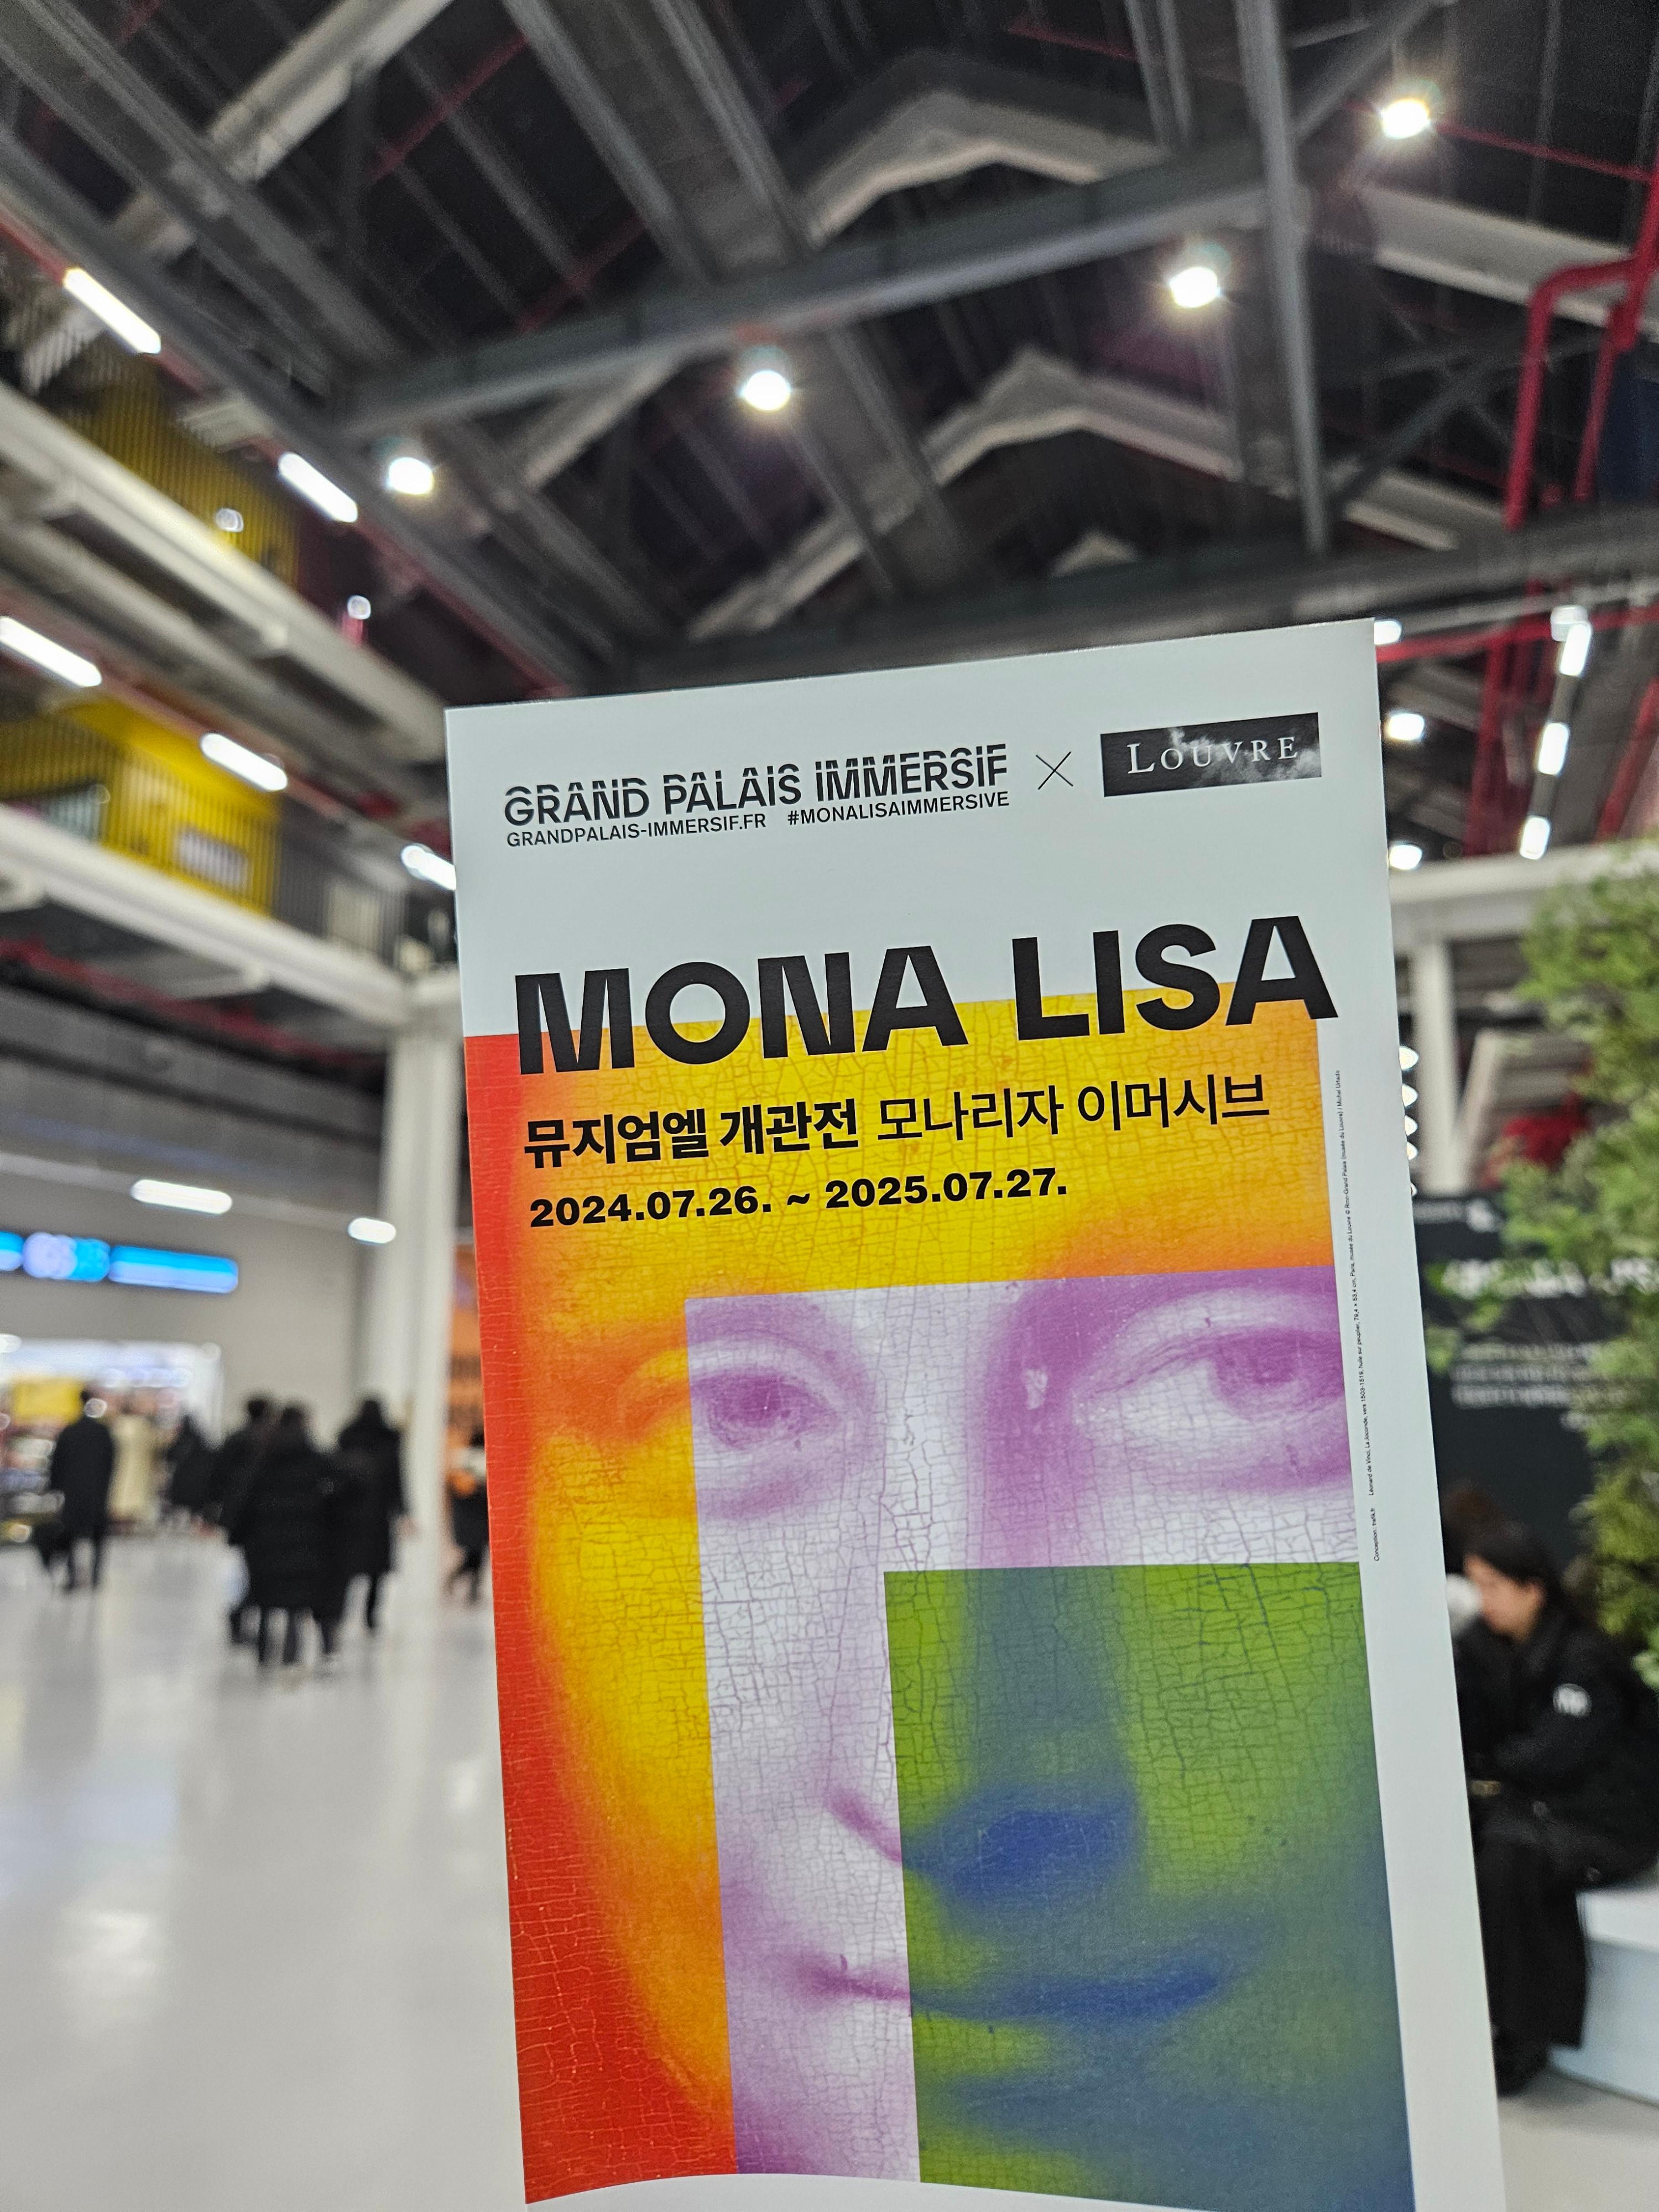 GRAND PALAIS IMMERSIF × LOUVRE
GRANDPALAIS-IMMERSIF.FR #MONALISAIMMERSIVE
MONA LISA
뮤지엄엘 개관전 모나리자 이머시브
2024.07.26. ~ 2025.07.27.